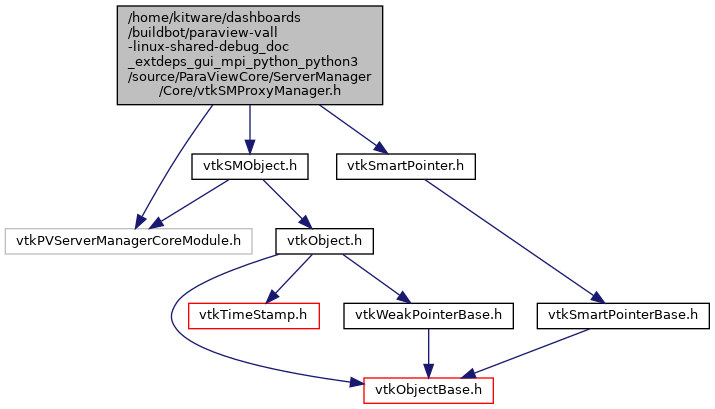 /home/kitware/dashboards
/buildbot/paraview-vall
-linux-shared-debug_doc
_extdeps_gui_mpi_python_python3
/source/ParaViewCore/ServerManager
/Core/vtkSMProxyManager.h
vtkSMObject.h
vtkSmartPointer.h
vtkPVServerManagerCoreModule.h
vtkObject.h
vtkTimeStamp.h
vtkWeakPointerBase.h
vtkSmartPointerBase.h
vtkObjectBase.h